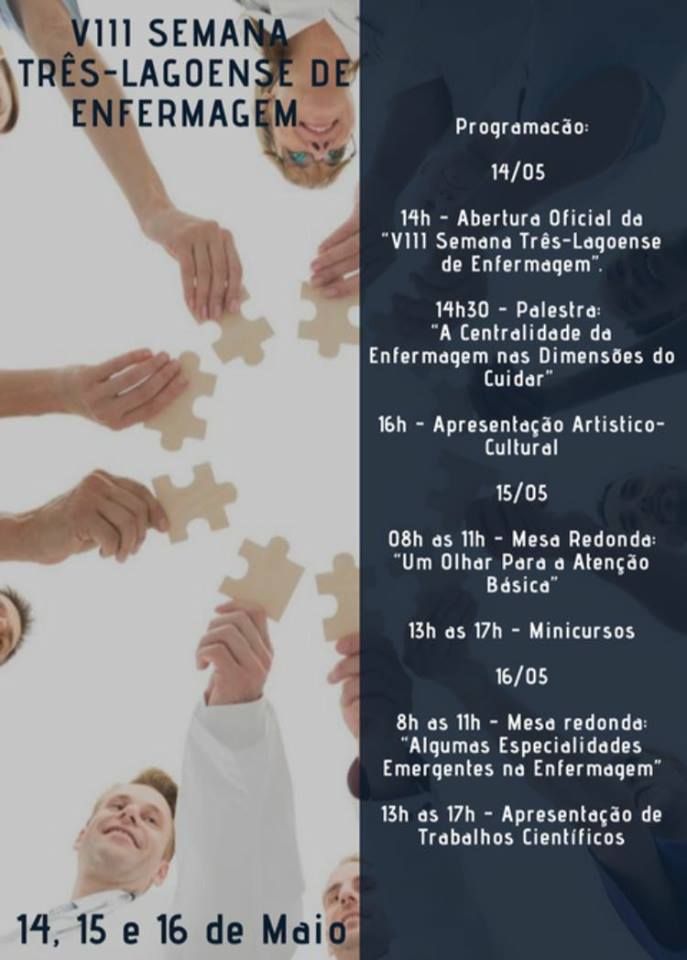 VIII SEMANA
TRÊS-LAGOENSE DE
ENFERMAGEM
14, 15 e 16 de Maio
Programacão:
14/05
14h - Abertura Oficial da
"VIII Semana Três-Lagoense
de Enfermagem".
14h30 - Palestra:
"A Centralidade da
Enfermagem nas Dimensões do
Cuidar"
16h - Apresentação Artistico-
Cultural
15/05
08h as 11h - Mesa Redonda:
"Um Olhar Para a Atenção
Básica"
13h as 17h - Minicursos
16/05
8h as 11h - Mesa redonda:
"Algumas Especialidades
Emergentes na Enfermagem"
13h as 17h - Apresentação de
Trabalhos Científicos